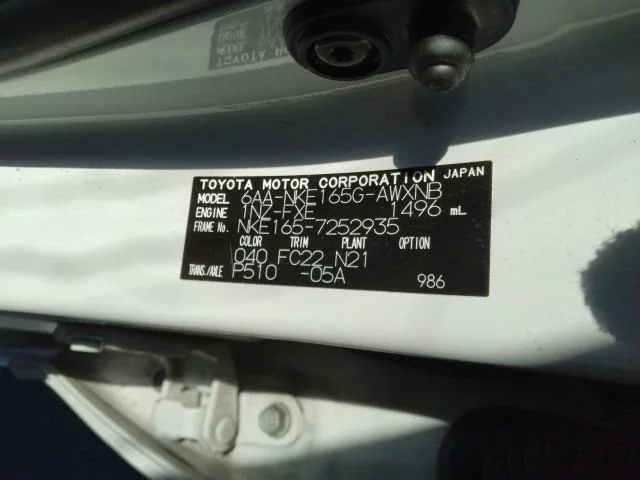 TOYOTA MOTOR CORPORATION JAPAN
MODEL 6AA-NKE165G-AWXNB
ENGINE 1NZ-FXE 1496 mL
FRAME No. NKE165-7252935
COLOR TRIM PLANT OPTION
040 FC22 N21
TRANS./AXLE P510 -05A
986